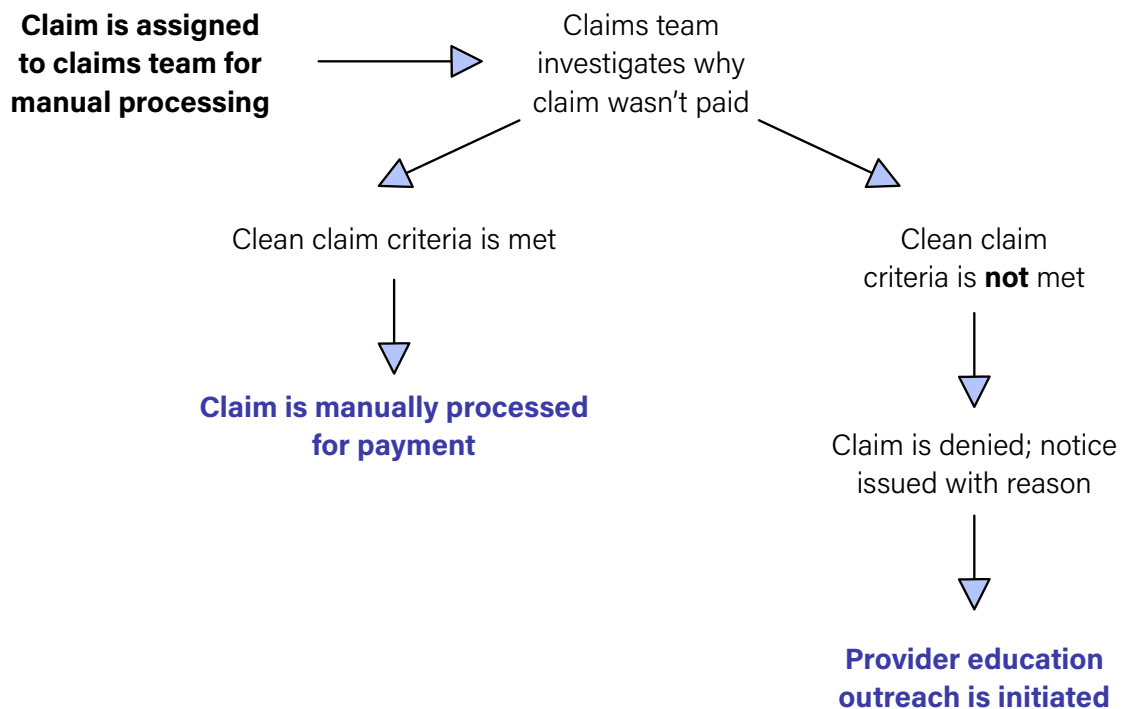 Claim is assigned
to claims team for
manual processing
Claims team
investigates why
claim wasn't paid
Clean claim criteria is met
Clean claim
criteria is not met
Claim is manually processed
for payment
Claim is denied; notice
issued with reason
Provider education
outreach is initiated